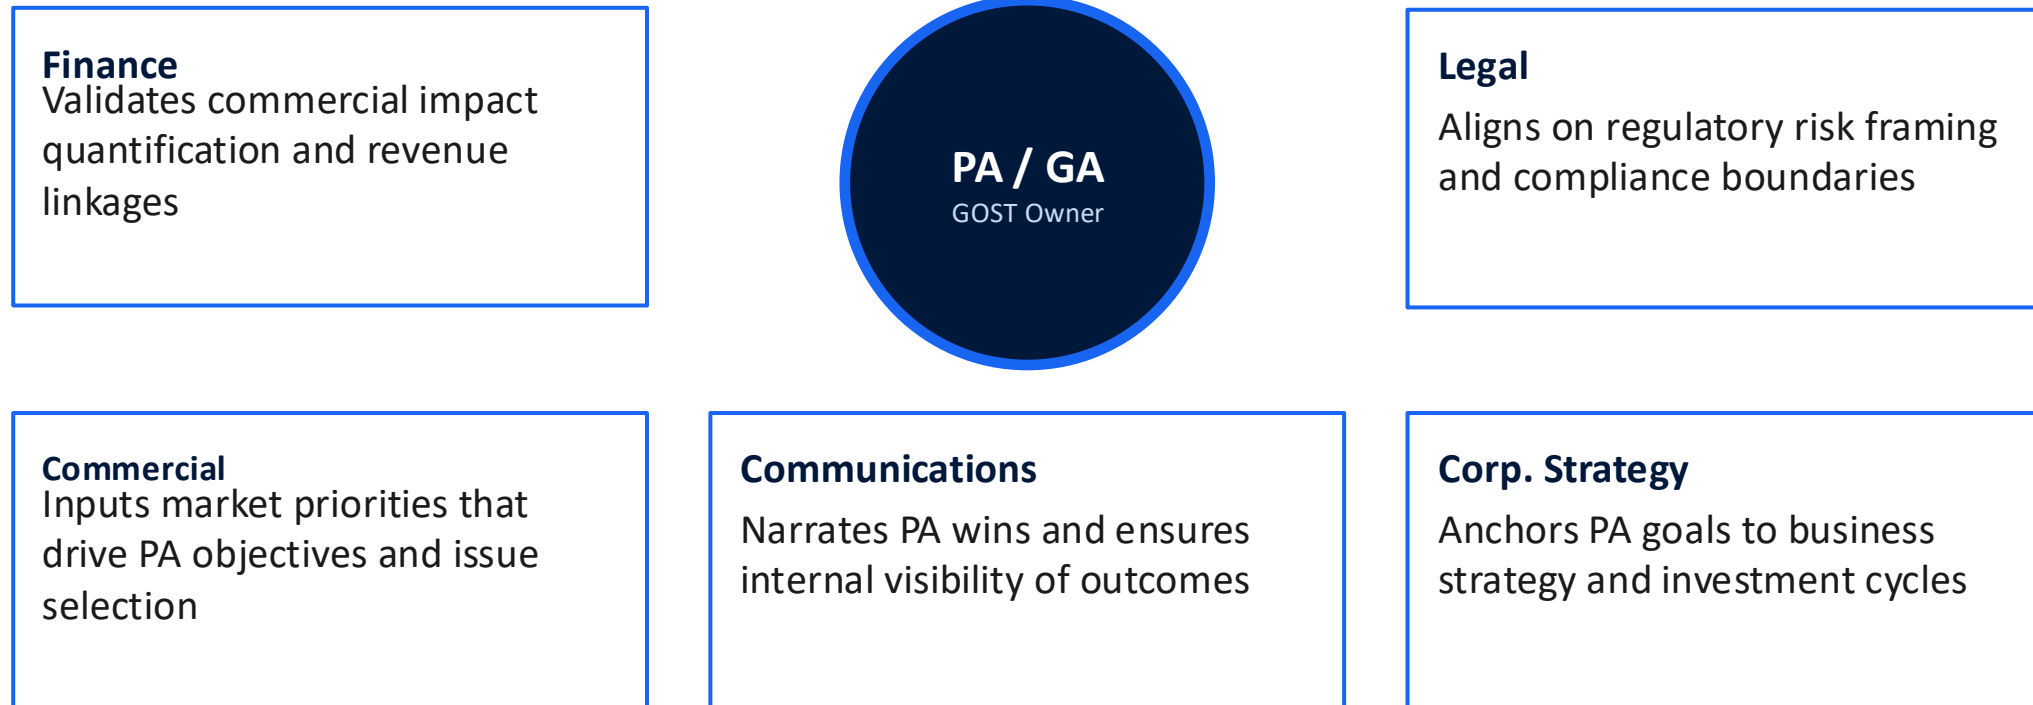 Finance
Validates commercial impact
quantification and revenue
linkages
PA / GA
GOST Owner
Legal
Aligns on regulatory risk framing
and compliance boundaries
Commercial
Inputs market priorities that
drive PA objectives and issue
selection
Communications
Narrates PA wins and ensures
internal visibility of outcomes
Corp. Strategy
Anchors PA goals to business
strategy and investment cycles